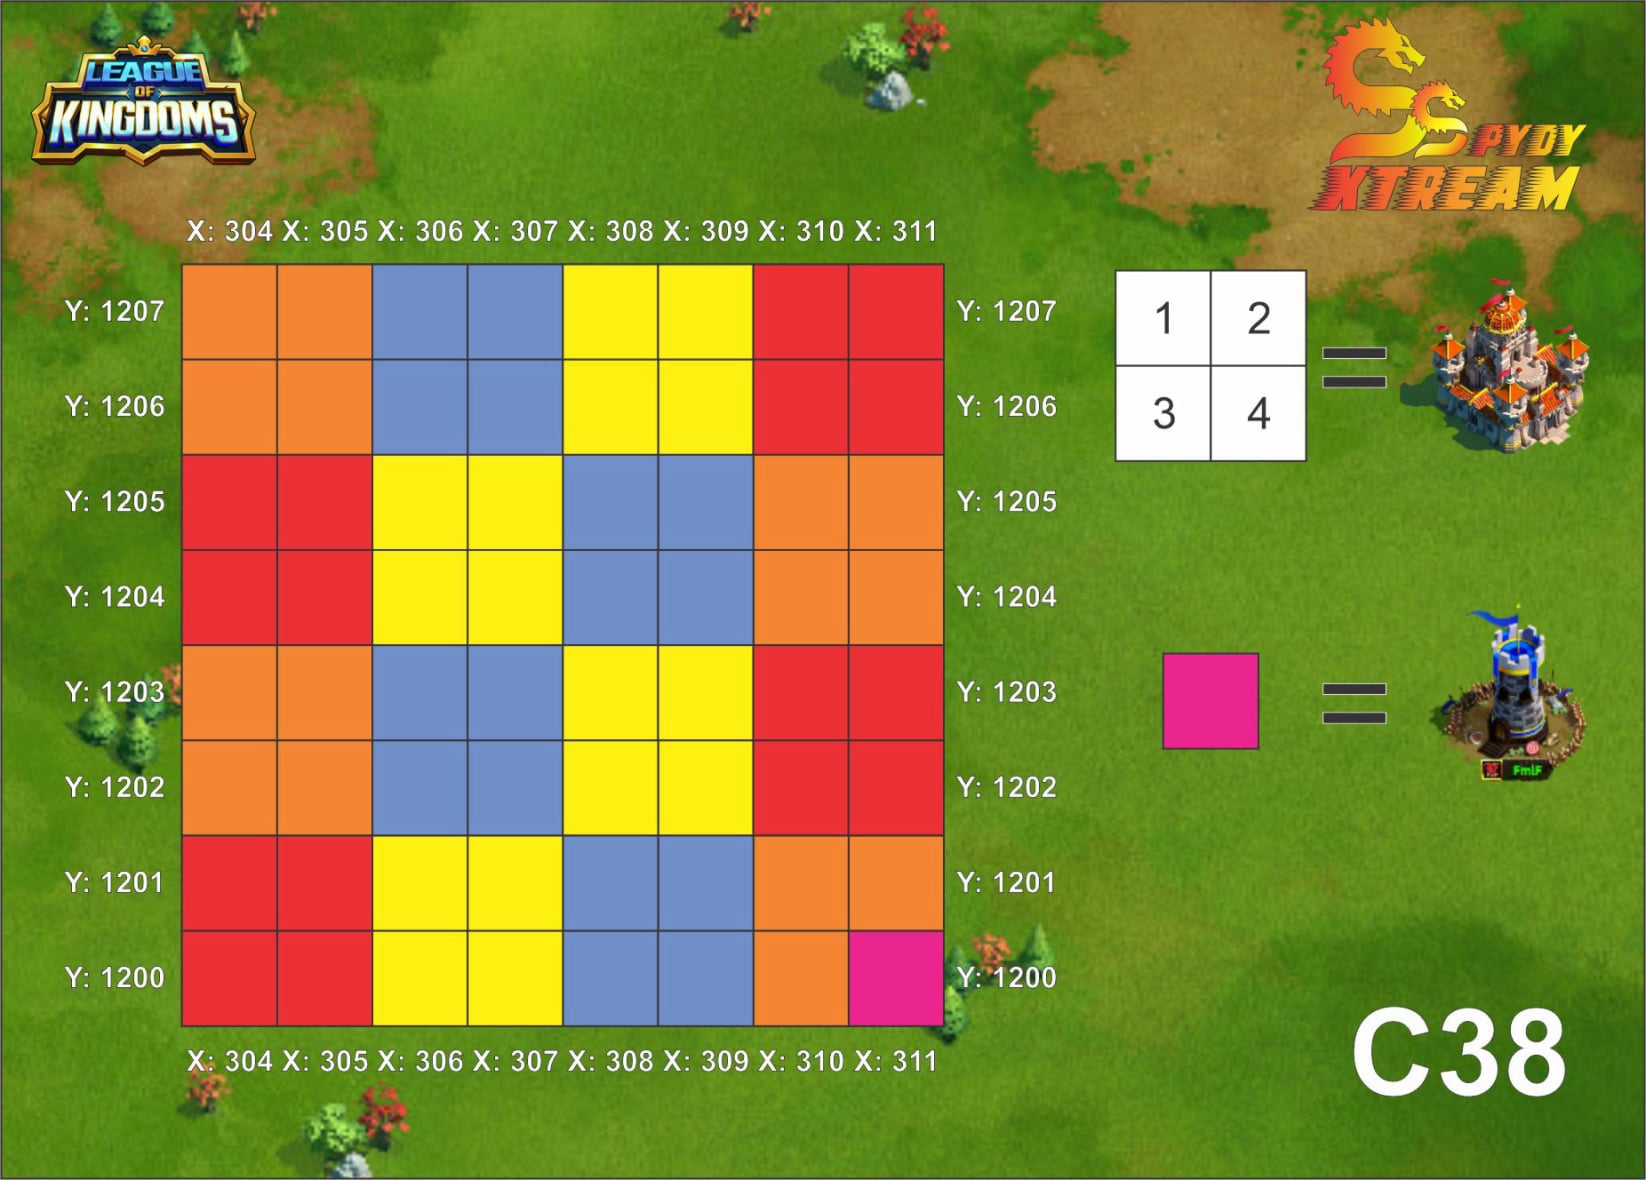 LEAGUE
OF
KINGDOMS
SPYDY
XTREAM
X: 304 X: 305 X: 306 X: 307 X: 308 X: 309 X: 310 X: 311
Y: 1207 Y: 1207
1 2
Y: 1206 Y: 1206
3 4
Y: 1205 Y: 1205
Y: 1204 Y: 1204
Y: 1203 Y: 1203
FmlF
Y: 1202 Y: 1202
Y: 1201 Y: 1201
Y: 1200 Y: 1200
X: 304 X: 305 X: 306 X: 307 X: 308 X: 309 X: 310 X: 311
C38